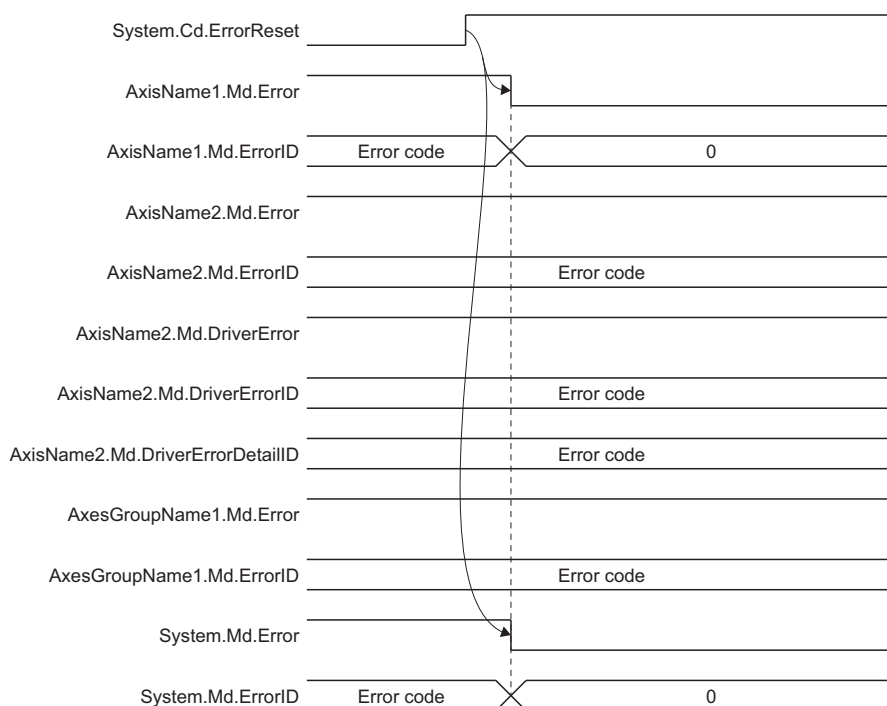 System.Cd.ErrorReset
AxisName1.Md.Error
AxisName1.Md.ErrorID Error code 0
AxisName2.Md.Error
AxisName2.Md.ErrorID Error code
AxisName2.Md.DriverError
AxisName2.Md.DriverErrorID Error code
AxisName2.Md.DriverErrorDetailID Error code
AxesGroupName1.Md.Error
AxesGroupName1.Md.ErrorID Error code
System.Md.Error
System.Md.ErrorID Error code 0